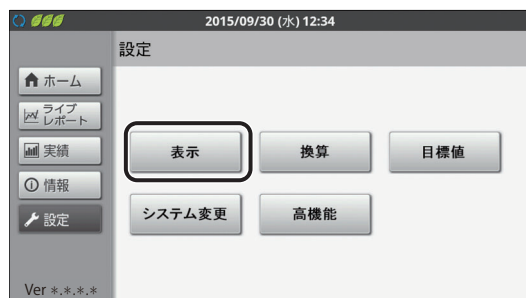 2015/09/30 (水) 12:34
設定
ホーム
ライブ
レポート
実績
情報
設定
表示
換算
目標値
システム変更
高機能
Ver *.*.*.*